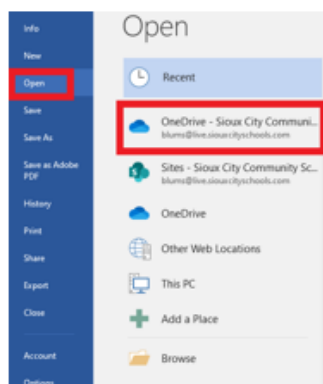 Info
New
Open
Save
Save As
Save as Adobe
PDF
History
Print
Share
Export
Close
Account
Options
Open
Recent
OneDrive - Sioux City Communi...
blums@live.siouxcityschools.com
Sites - Sioux City Community Sc...
blums@live.siouxcityschools.com
OneDrive
Other Web Locations
This PC
Add a Place
Browse